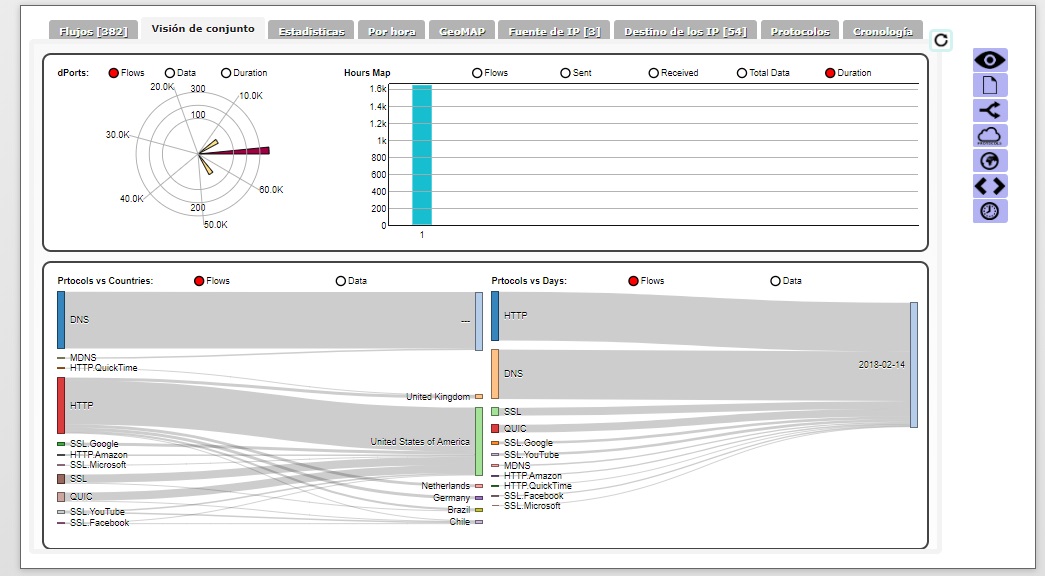 Flujos [382] Visión de conjunto Estadísticas Por hora GeoMAP Fuente de IP [3] Destino de los IP [54] Protocolos Cronología
dPorts: Flows Data Duration
20.0K 300 10.0K
100
30.0K
60.0K
40.0K
200
50.0K
Hours Map Flows Sent Received Total Data Duration
1.6k
1.4k
1.2k
1k
800
600
400
200
0
1
Prtocols vs Countries: Flows Data
DNS
MDNS
HTTP.QuickTime
HTTP
SSL.Google
HTTP.Amazon
SSL.Microsoft
SSL
QUIC
SSL.YouTube
SSL.Facebook
---
United Kingdom
United States of America
Netherlands
Germany
Brazil
Chile
Prtocols vs Days: Flows Data
HTTP
DNS
SSL
QUIC
SSL.Google
SSL.YouTube
MDNS
HTTP.Amazon
HTTP.QuickTime
SSL.Facebook
SSL.Microsoft
2018-02-14